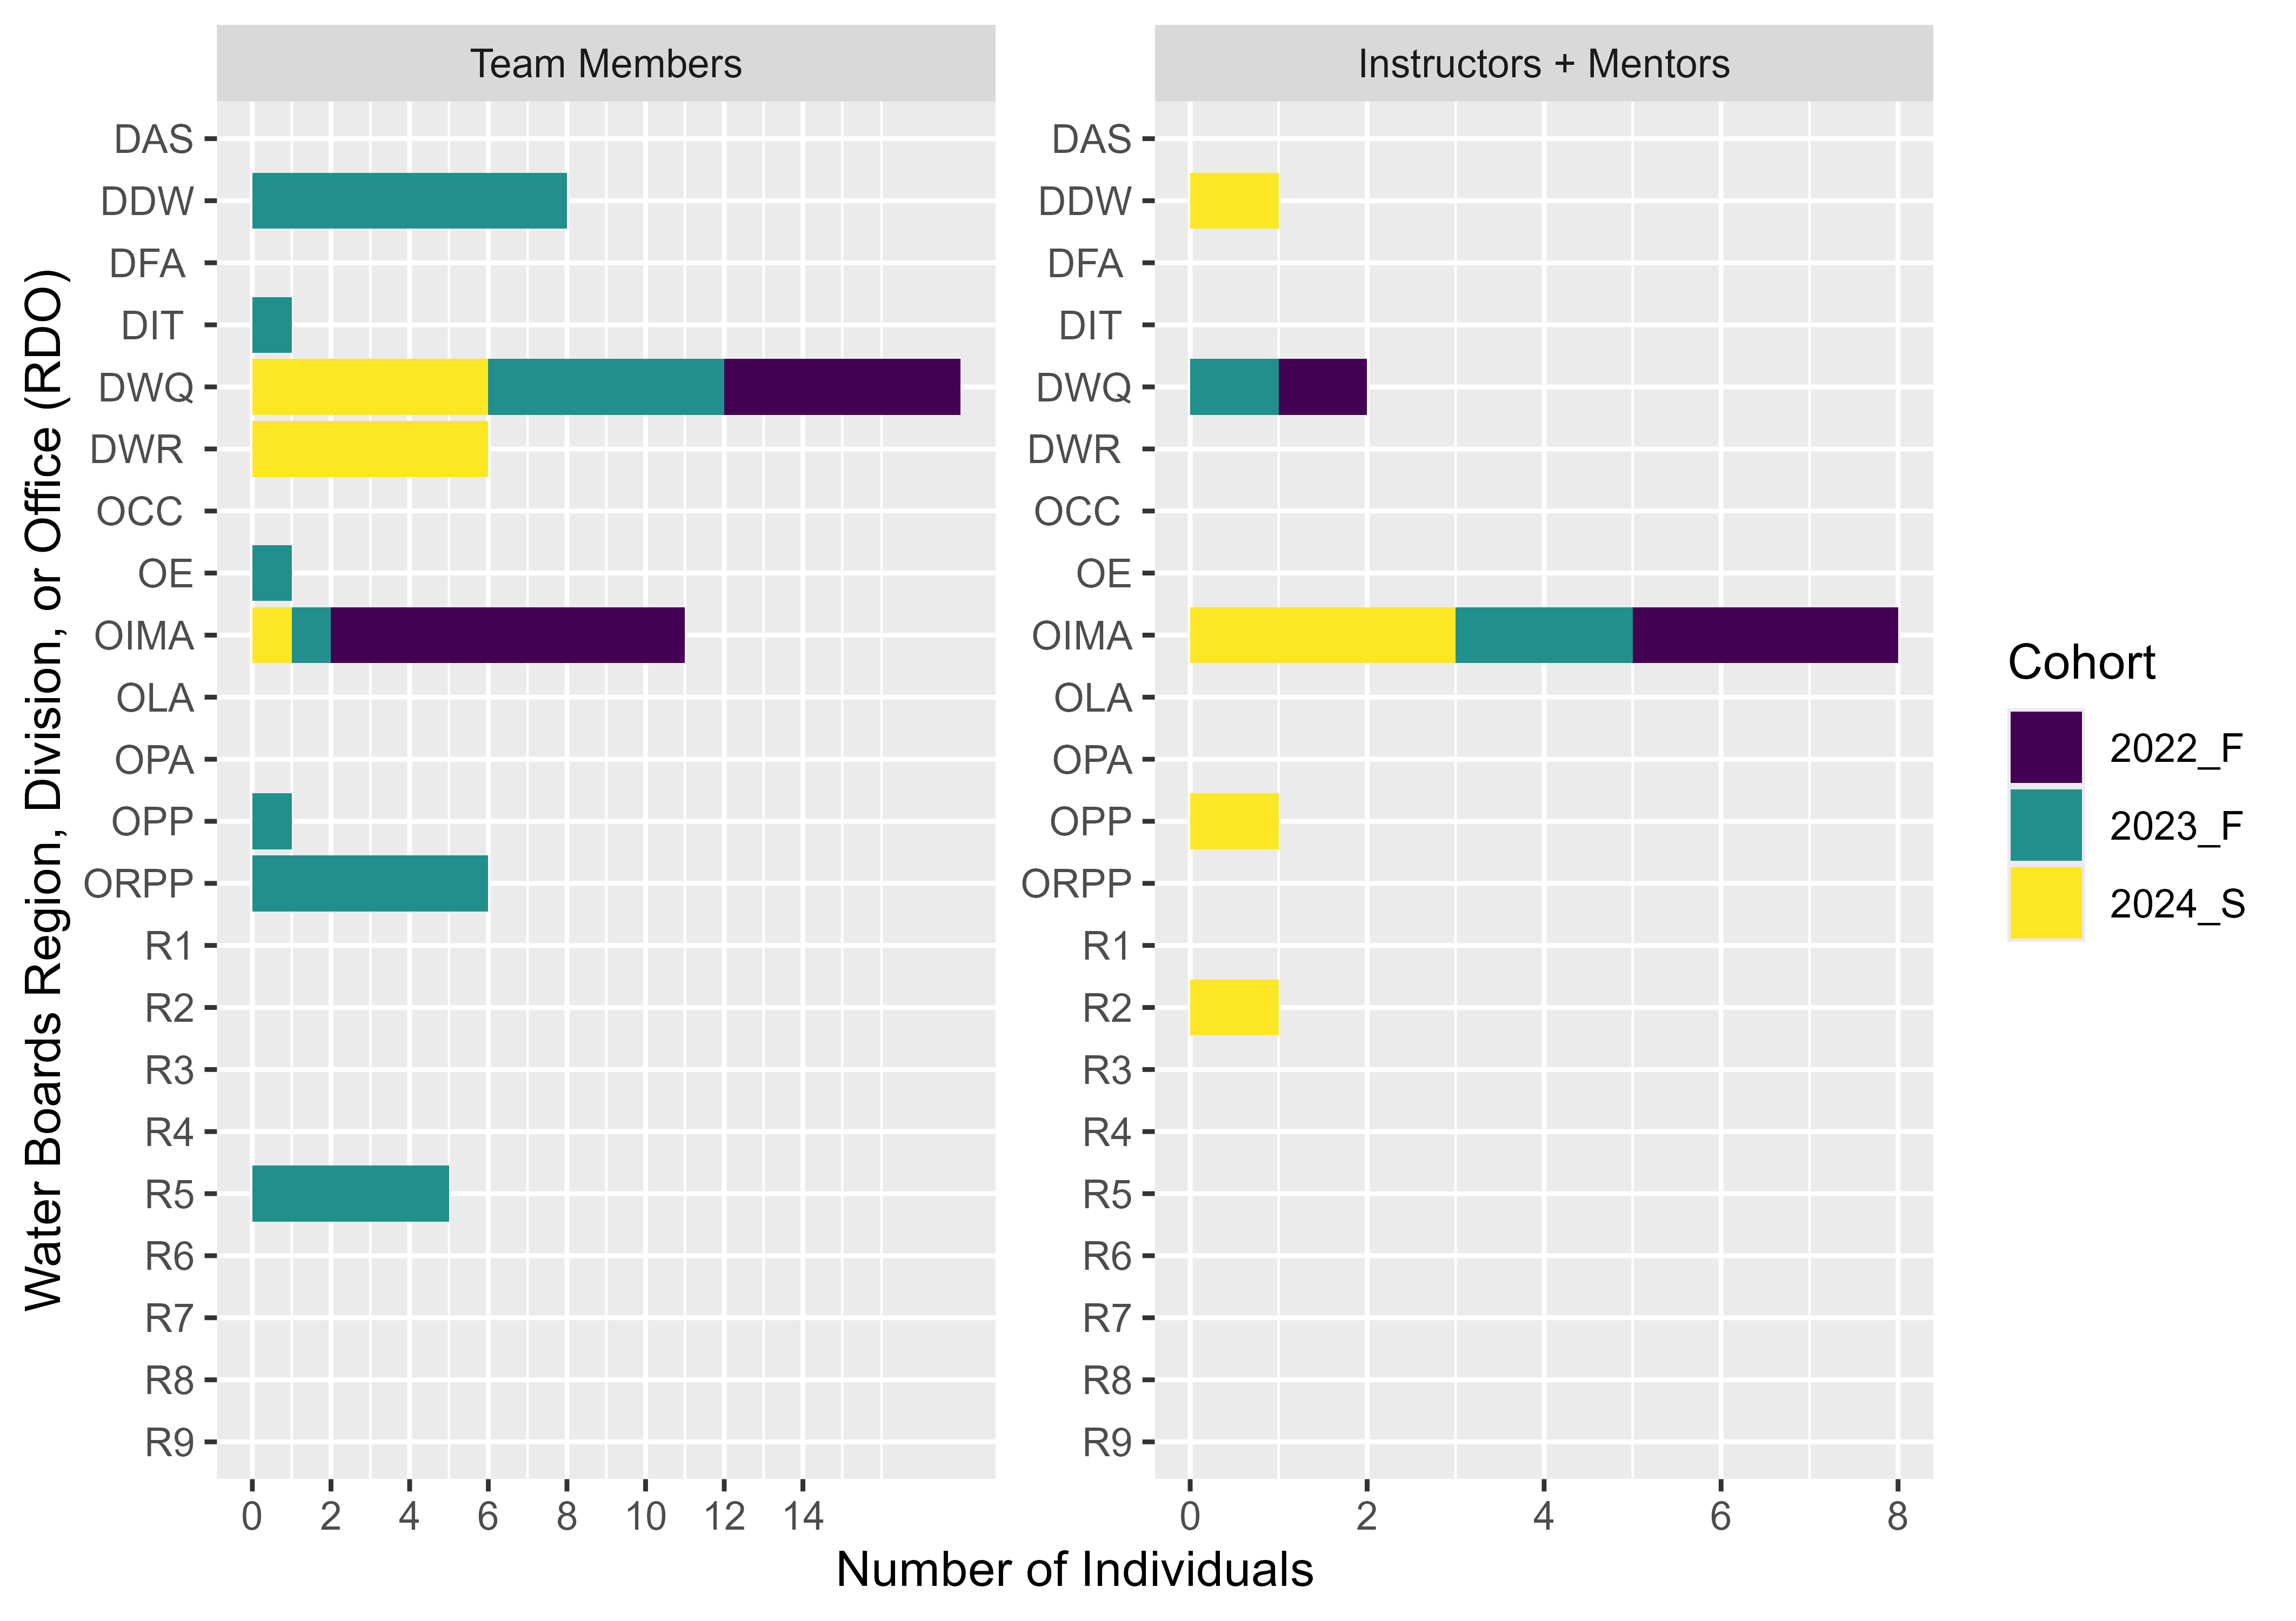 Team Members
Instructors + Mentors
Water Boards Region, Division, or Office (RDO)
DAS
DDW
DFA
DIT
DWQ
DWR
OCC
OE
OIMA
OLA
OPA
OPP
ORPP
R1
R2
R3
R4
R5
R6
R7
R8
R9
0 2 4 6 8 10 12 14
DAS
DDW
DFA
DIT
DWQ
DWR
OCC
OE
OIMA
OLA
OPA
OPP
ORPP
R1
R2
R3
R4
R5
R6
R7
R8
R9
0 2 4 6 8
Number of Individuals
Cohort
2022_F
2023_F
2024_S